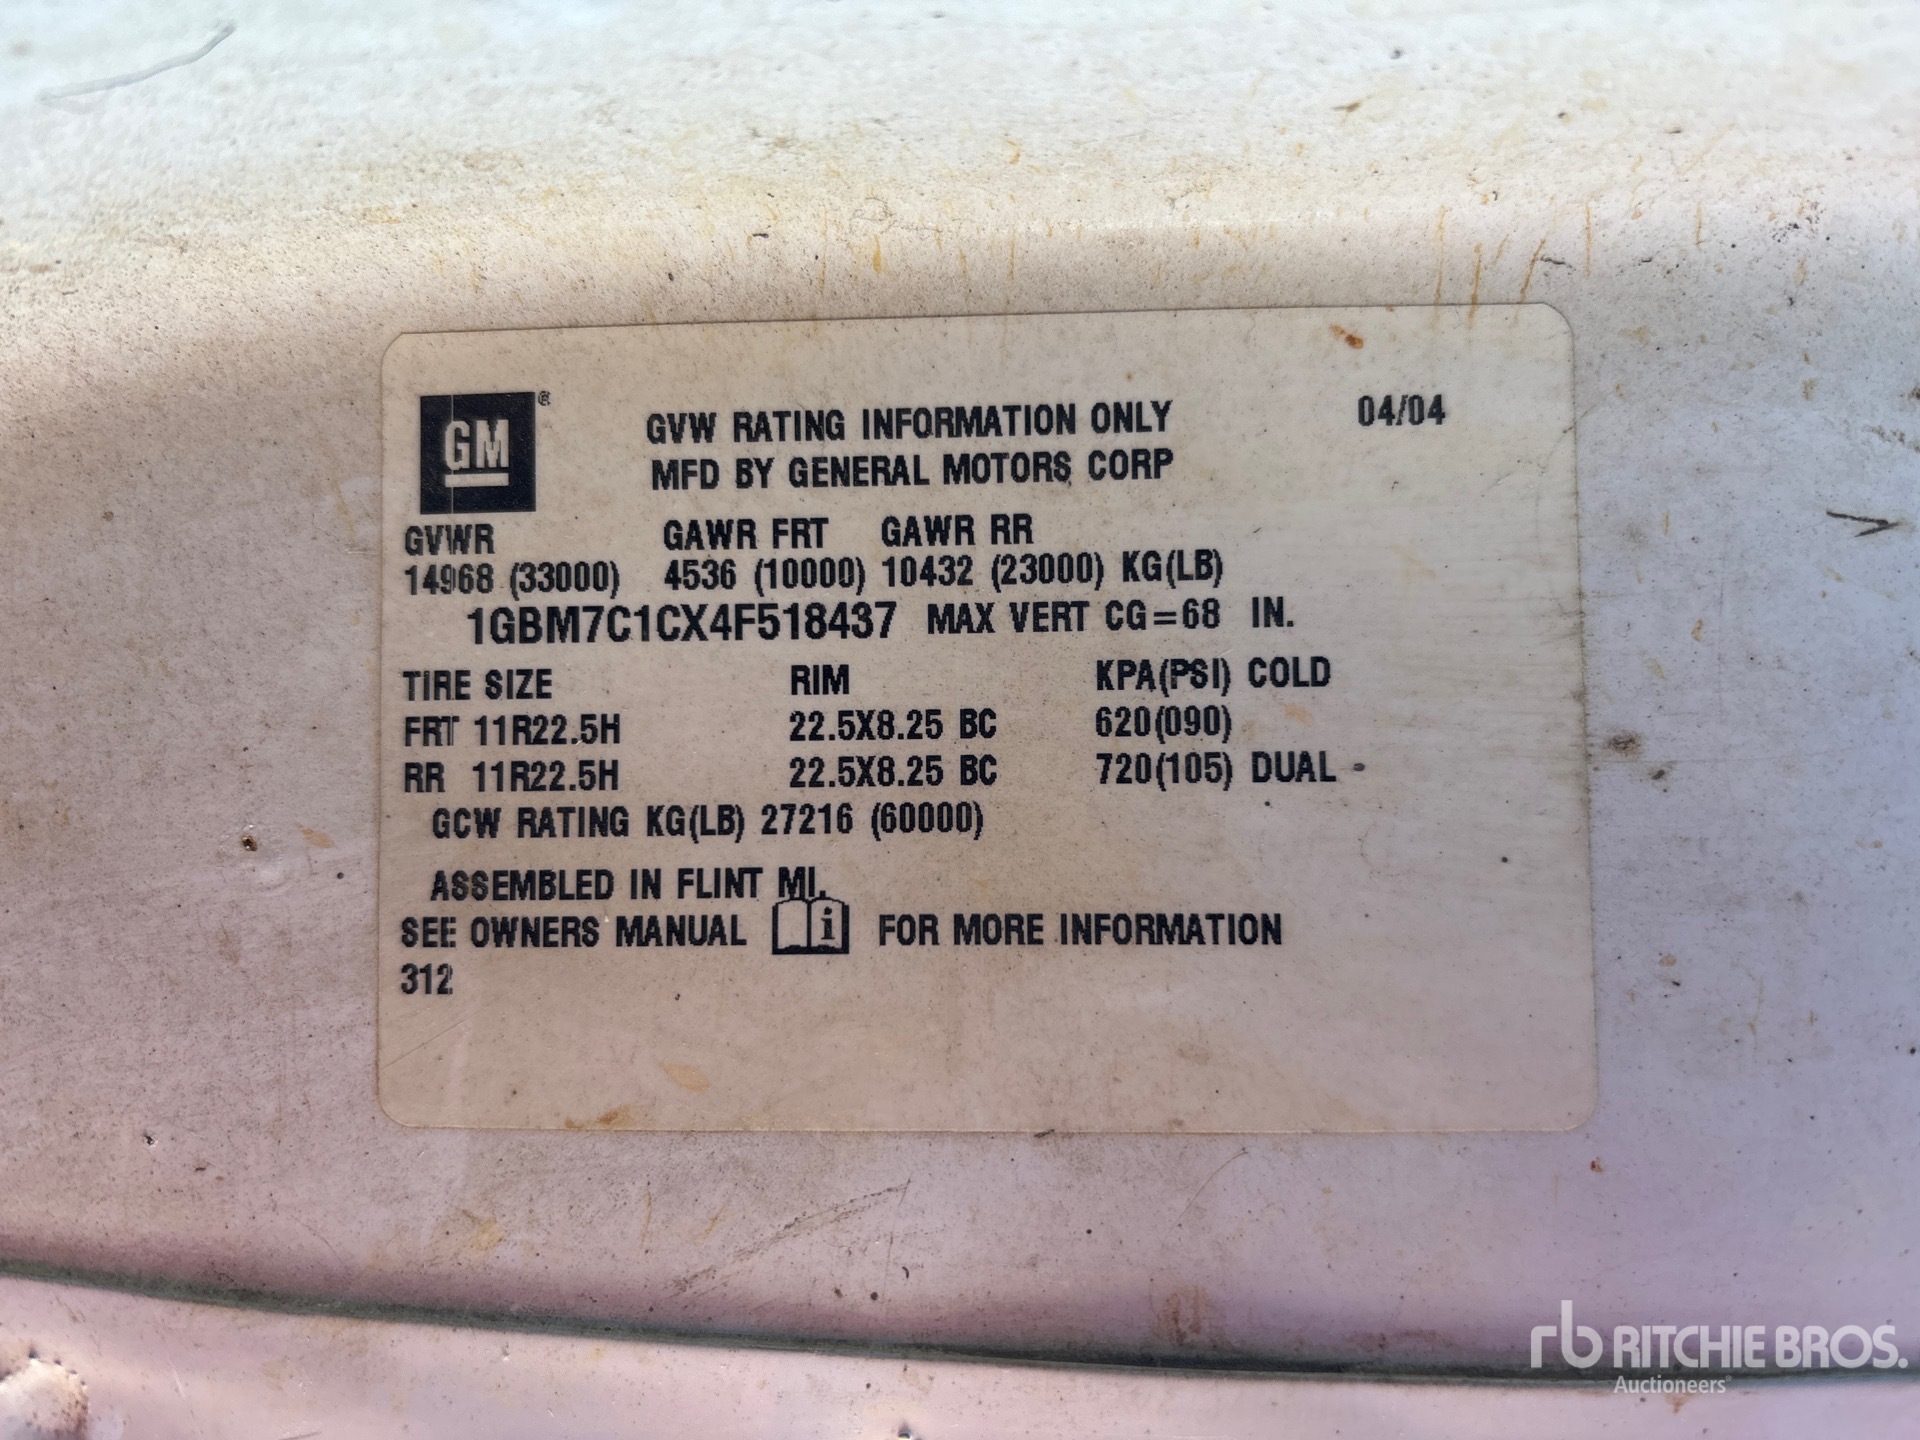 GM®
GVW RATING INFORMATION ONLY 04/04
MFD BY GENERAL MOTORS CORP
GVWR GAWR FRT GAWR RR
14968 (33000) 4536 (10000) 10432 (23000) KG(LB)
1GBM7C1CX4F518437 MAX VERT CG=68 IN.
TIRE SIZE RIM KPA(PSI) COLD
FRT 11R22.5H 22.5X8.25 BC 620(090)
RR 11R22.5H 22.5X8.25 BC 720(105) DUAL
GCW RATING KG(LB) 27216 (60000)
ASSEMBLED IN FLINT MI.
SEE OWNERS MANUAL i FOR MORE INFORMATION
312
rb RITCHIE BROS.
Auctioneers